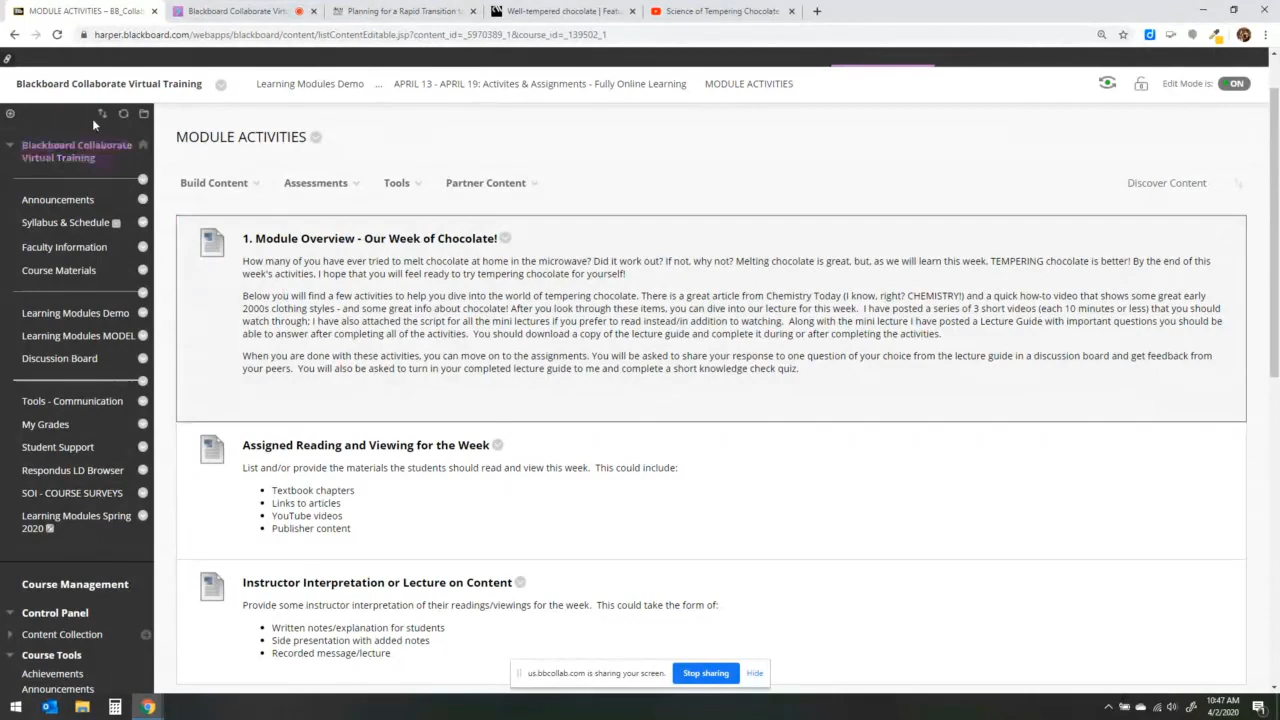 MODULE ACTIVITIES – BB_Collab
Blackboard Collaborate Virtu
Planning for a Rapid Transition t
Well-tempered chocolate | Featu
Science of Tempering Chocolate
harper.blackboard.com/webapps/blackboard/content/listContentEditable.jsp?content_id=_5970389_1&course_id=_139502_1
Blackboard Collaborate Virtual Training
Learning Modules Demo ... APRIL 13 - APRIL 19: Activites & Assignments - Fully Online Learning MODULE ACTIVITIES
Edit Mode is: ON
Blackboard Collaborate
Virtual Training
Announcements
Syllabus & Schedule
Faculty Information
Course Materials
Learning Modules Demo
Learning Modules MODEL
Discussion Board
Tools - Communication
My Grades
Student Support
Respondus LD Browser
SOI - COURSE SURVEYS
Learning Modules Spring
2020
Course Management
Control Panel
Content Collection
Course Tools
Achievements
Announcements
MODULE ACTIVITIES
Build Content Assessments Tools Partner Content Discover Content
1. Module Overview - Our Week of Chocolate!
How many of you have ever tried to melt chocolate at home in the microwave? Did it work out? If not, why not? Melting chocolate is great, but, as we will learn this week, TEMPERING chocolate is better! By the end of
week's activities, I hope that you will feel ready to try tempering chocolate for yourself!
Below you will find a few activities to help you dive into the world of tempering chocolate. There is a great article from Chemistry Today (I know, right? CHEMISTRY!) and a quick how-to video that shows some great early
2000s clothing styles - and some great info about chocolate! After you look through these items, you can dive into our lecture for this week. I have posted a series of 3 short videos (each 10 minutes or less) that you should
watch through; I have also attached the script for all the mini lectures if you prefer to read instead/in addition to watching. Along with the mini lecture I have posted a Lecture Guide with important questions you should be
able to answer after completing all of the activities. You should download a copy of the lecture guide and complete it during or after completing the activities.
When you are done with these activities, you can move on to the assignments. You will be asked to share your response to one question of your choice from the lecture guide in a discussion board and get feedback from
your peers. You will also be asked to turn in your completed lecture guide to me and complete a short knowledge check quiz.
Assigned Reading and Viewing for the Week
List and/or provide the materials the students should read and view this week. This could include:
• Textbook chapters
• Links to articles
• YouTube videos
• Publisher content
Instructor Interpretation or Lecture on Content
Provide some instructor interpretation of their readings/viewings for the week. This could take the form of:
• Written notes/explanation for students
• Side presentation with added notes
• Recorded message/lecture
us.bbcollab.com is sharing your screen. Stop sharing Hide
10:47 AM
4/2/2020